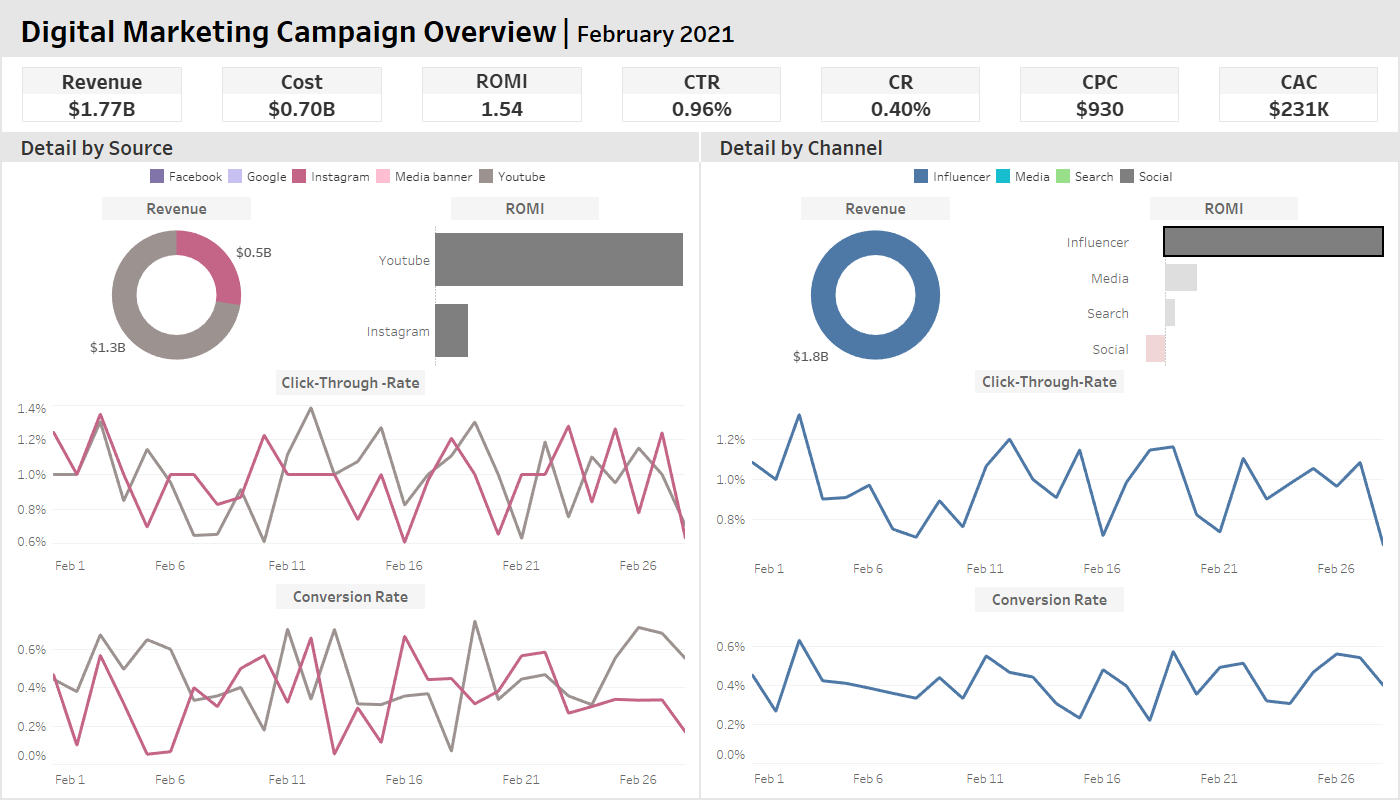 Digital Marketing Campaign Overview | February 2021
Revenue
$1.77B
Cost
$0.70B
ROMI
1.54
CTR
0.96%
CR
0.40%
CPC
$930
CAC
$231K
Detail by Source
Facebook Google Instagram Media banner Youtube
Revenue
$0.5B
$1.3B
ROMI
Youtube
Instagram
Click-Through -Rate
1.4%
1.2%
1.0%
0.8%
0.6%
Feb 1 Feb 6 Feb 11 Feb 16 Feb 21 Feb 26
Conversion Rate
0.6%
0.4%
0.2%
0.0%
Feb 1 Feb 6 Feb 11 Feb 16 Feb 21 Feb 26
Detail by Channel
Influencer Media Search Social
Revenue
$1.8B
ROMI
Influencer
Media
Search
Social
Click-Through-Rate
1.2%
1.0%
0.8%
Feb 1 Feb 6 Feb 11 Feb 16 Feb 21 Feb 26
Conversion Rate
0.6%
0.4%
0.2%
0.0%
Feb 1 Feb 6 Feb 11 Feb 16 Feb 21 Feb 26